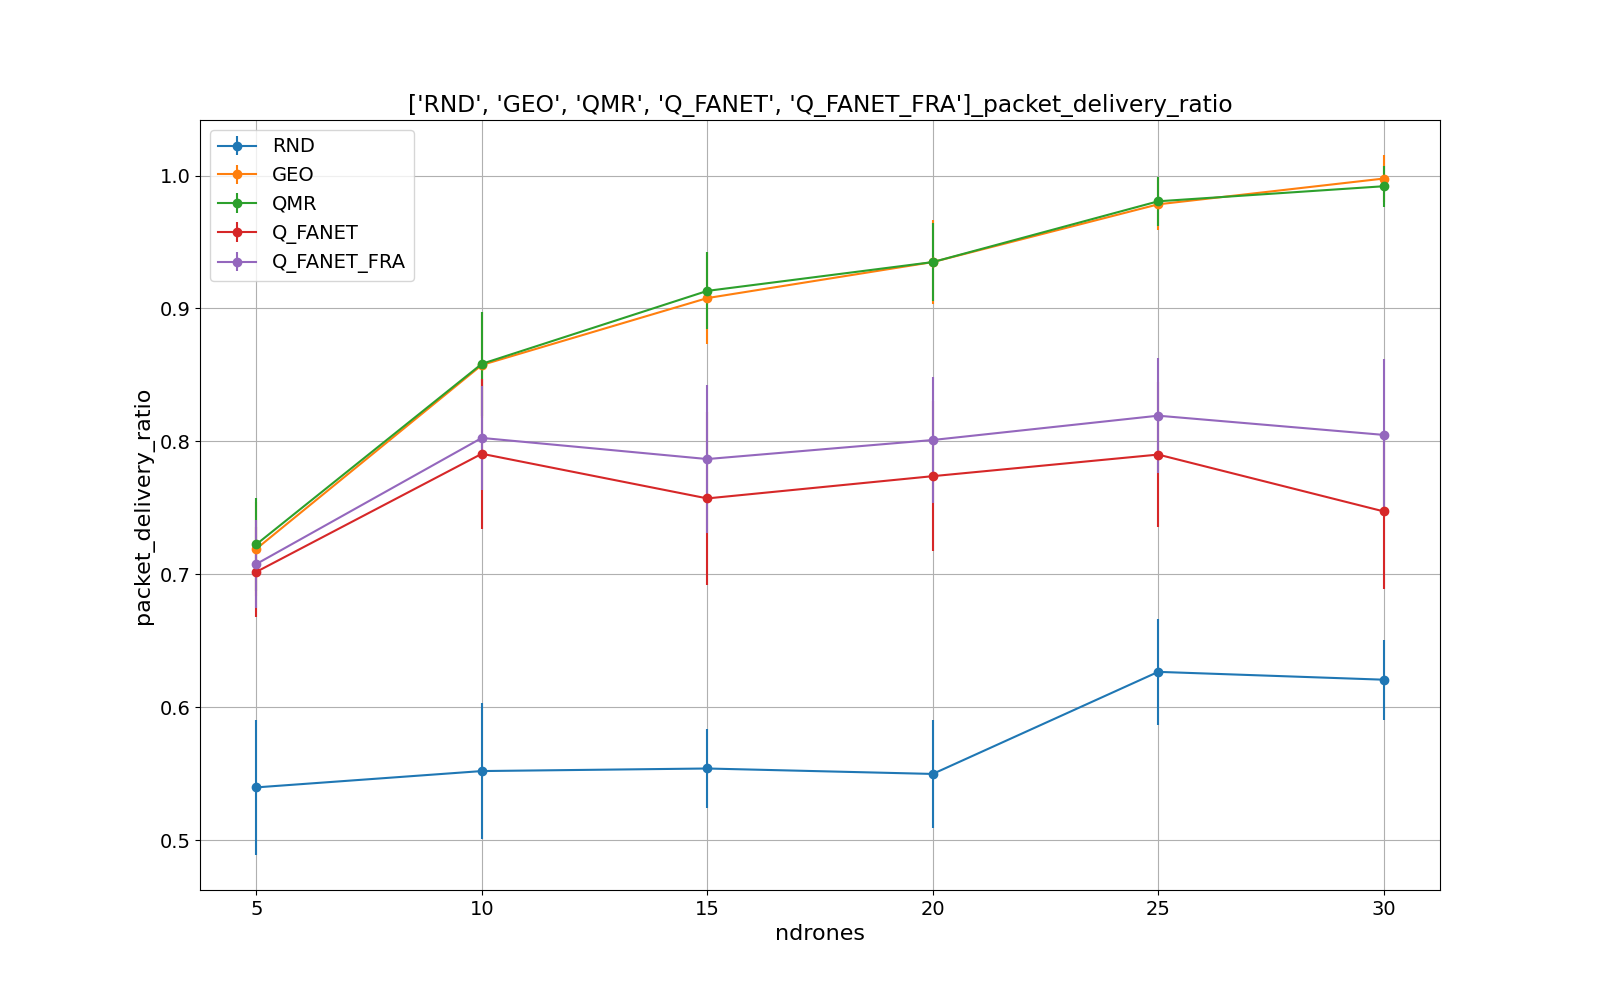 ['RND', 'GEO', 'QMR', 'Q_FANET', 'Q_FANET_FRA']_packet_delivery_ratio
RND
GEO
QMR
Q_FANET
Q_FANET_FRA
packet_delivery_ratio
1.0
0.9
0.8
0.7
0.6
0.5
5 10 15 20 25 30
ndrones